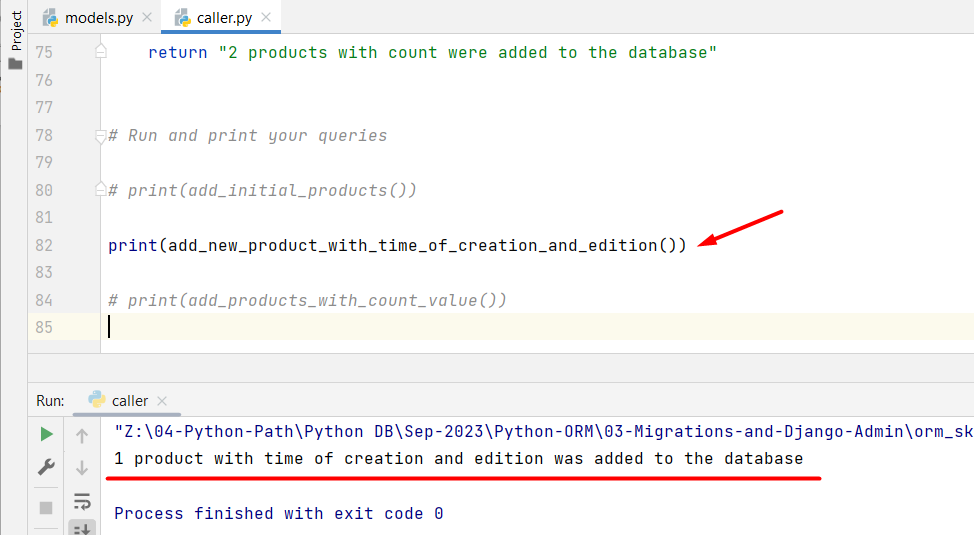 Project
models.py
caller.py
75 return "2 products with count were added to the database"
76
77
78 # Run and print your queries
79
80 # print(add_initial_products())
81
82 print(add_new_product_with_time_of_creation_and_edition())
83
84 # print(add_products_with_count_value())
85
Run: caller
"Z:\04-Python-Path\Python DB\Sep-2023\Python-ORM\03-Migrations-and-Django-Admin\orm_sk
1 product with time of creation and edition was added to the database
Process finished with exit code 0